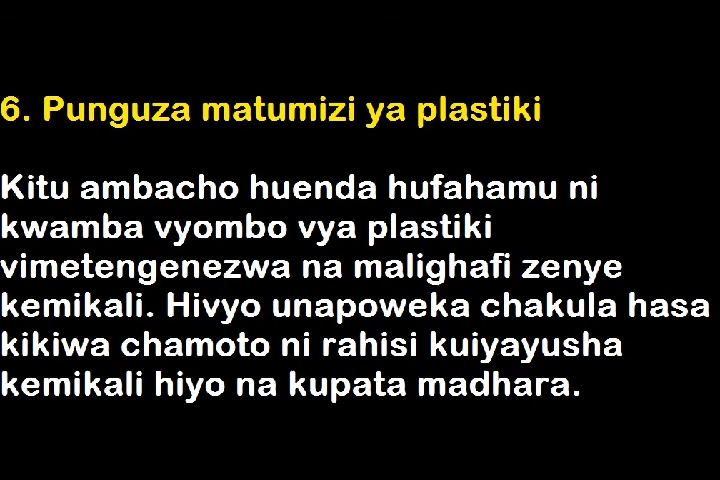 6. Punguza matumizi ya plastiki
Kitu ambacho huenda hufahamu ni
kwamba vyombo vya plastiki
vimetengenezwa na malighafi zenye
kemikali. Hivyo unapoweka chakula hasa
kikiwa chamoto ni rahisi kuiyayusha
kemikali hiyo na kupata madhara.